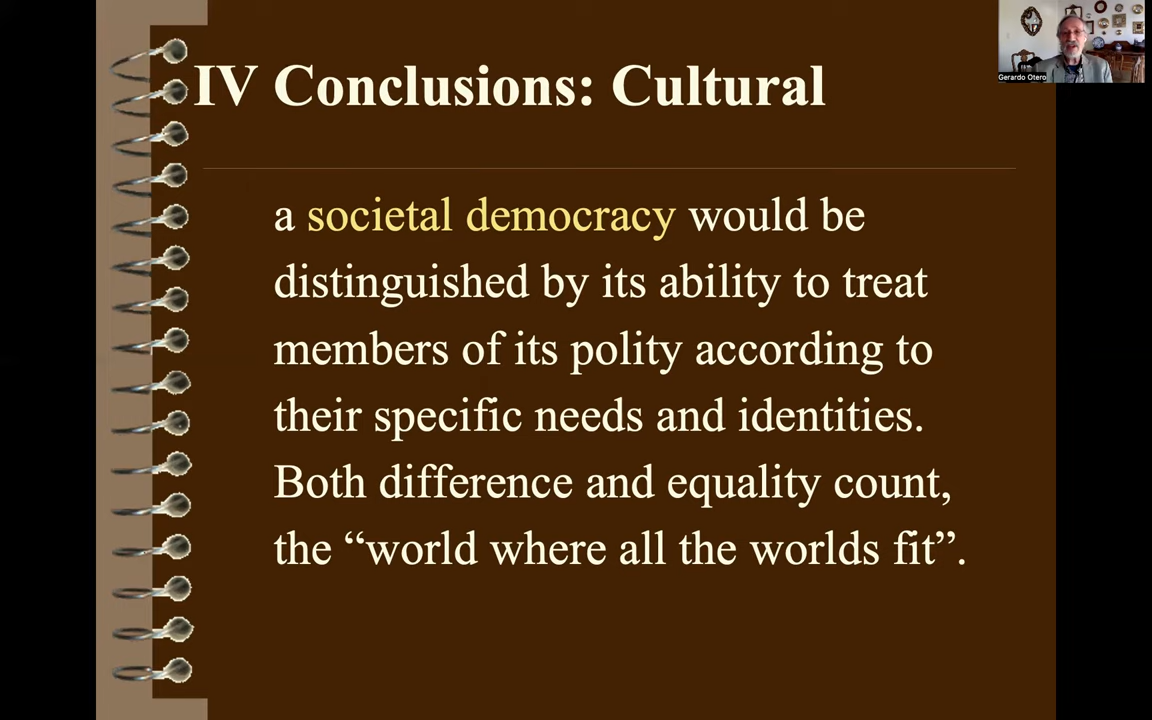 Gerardo Otero
IV Conclusions: Cultural
a societal democracy would be
distinguished by its ability to treat
members of its polity according to
their specific needs and identities.
Both difference and equality count,
the “world where all the worlds fit”.